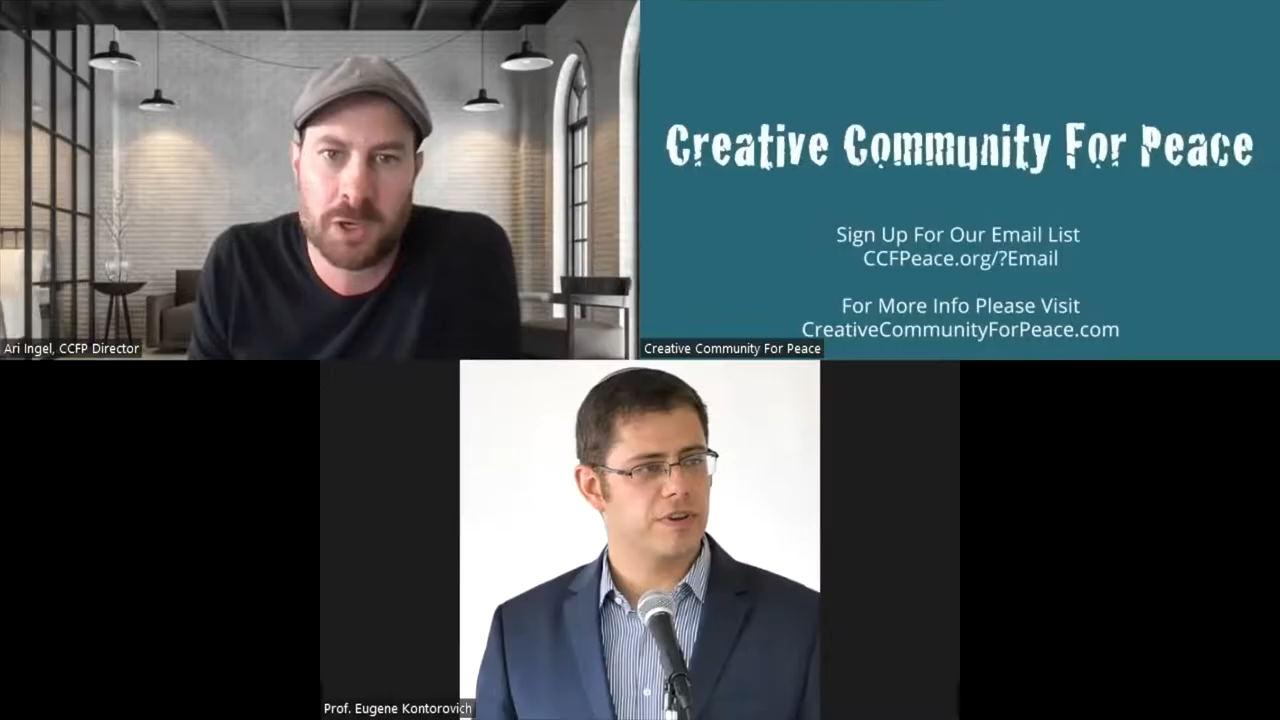 Creative Community For Peace
Sign Up For Our Email List
CCFPeace.org/?Email
For More Info Please Visit
CreativeCommunityForPeace.com
Ari Ingel, CCFP Director
Creative Community For Peace
Prof. Eugene Kontorovich